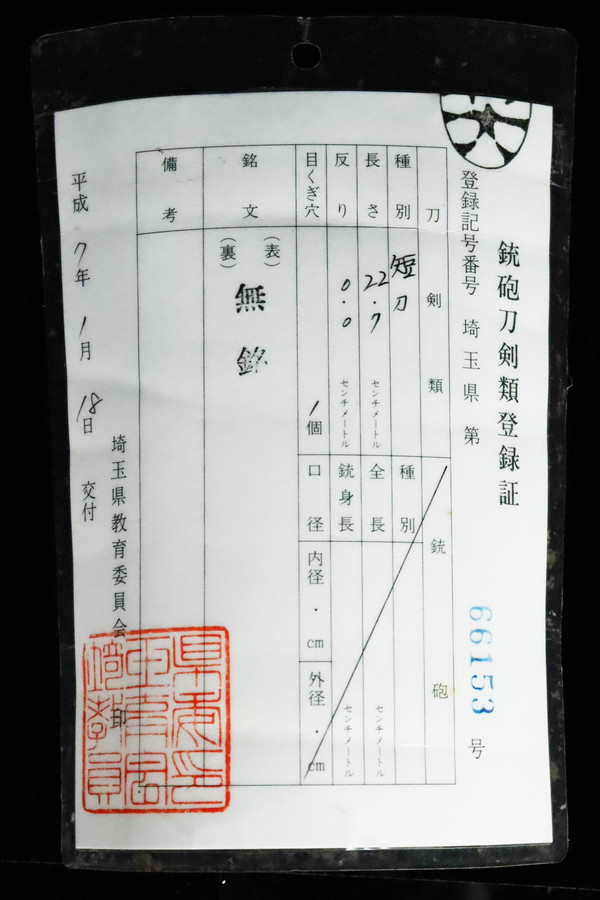 銃砲刀剣類登録証
登録記号番号 埼玉県 第 66153 号
刀剣類
種別 短刀
長さ 22.7 センチメートル
反り 0.0 センチメートル
目くぎ穴 1個
銃砲
種別
全長 センチメートル
銃身長 センチメートル
口径 内径 . cm 外径 . cm
銘文 (表) 無銘
(裏)
備考
埼玉県教育委員会 印
平成7年1月18日 交付